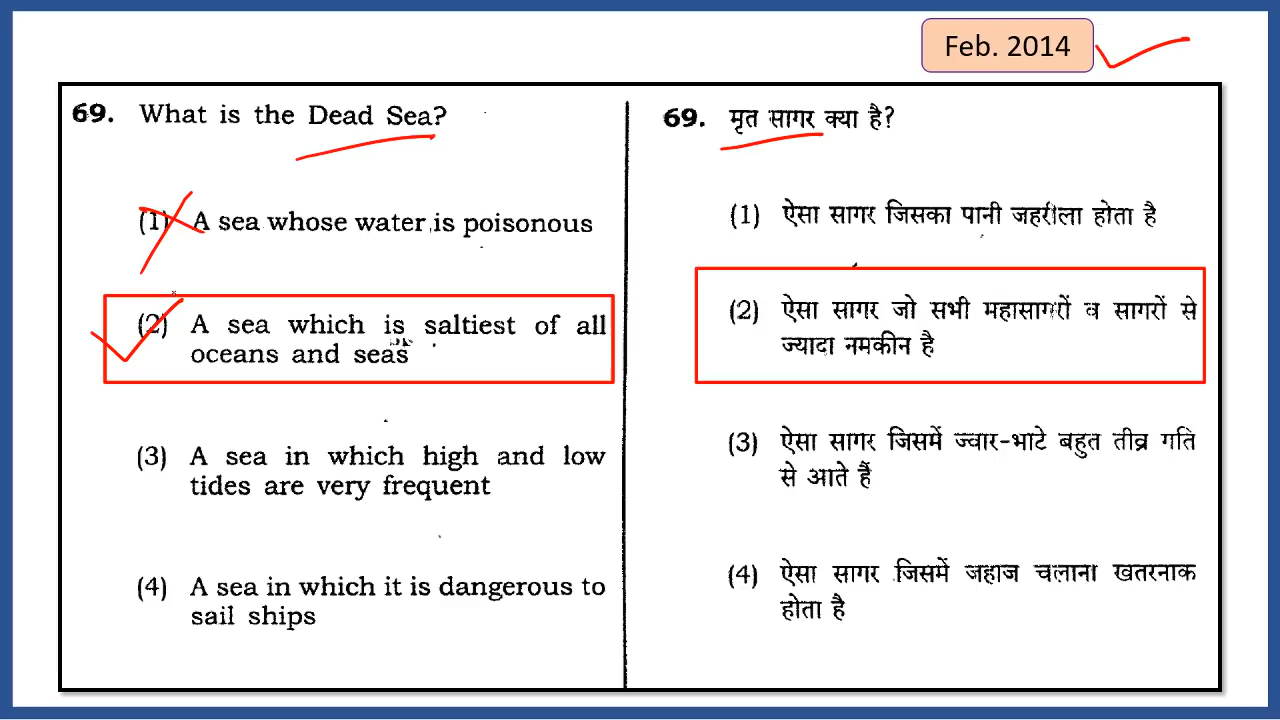 Feb. 2014
69. What is the Dead Sea?
(1) A sea whose water is poisonous
(2) A sea which is saltiest of all
oceans and seas
(3) A sea in which high and low
tides are very frequent
(4) A sea in which it is dangerous to
sail ships
69. मृत सागर क्या है?
(1) ऐसा सागर जिसका पानी जहरीला होता है
(2) ऐसा सागर जो सभी महासागरों व सागरों से
ज्यादा नमकीन है
(3) ऐसा सागर जिसमें ज्वार-भाटे बहुत तीव्र गति
से आते हैं
(4) ऐसा सागर जिसमें जहाज चलाना खतरनाक
होता है